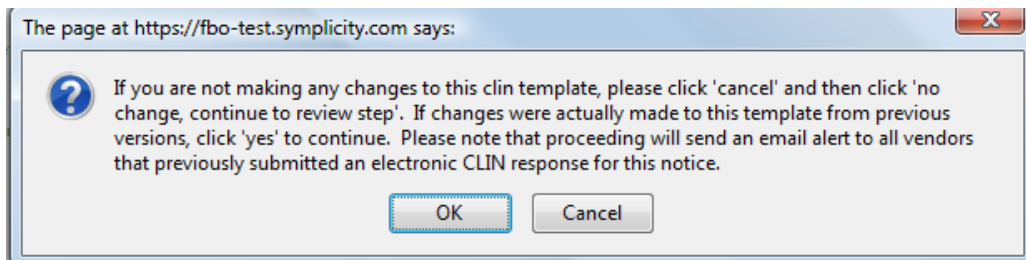 The page at https://fbo-test.symplicity.com says:
If you are not making any changes to this clin template, please click 'cancel' and then click 'no
change, continue to review step'.  If changes were actually made to this template from previous
versions, click 'yes' to continue.  Please note that proceeding will send an email alert to all vendors
that previously submitted an electronic CLIN response for this notice.
OK
Cancel